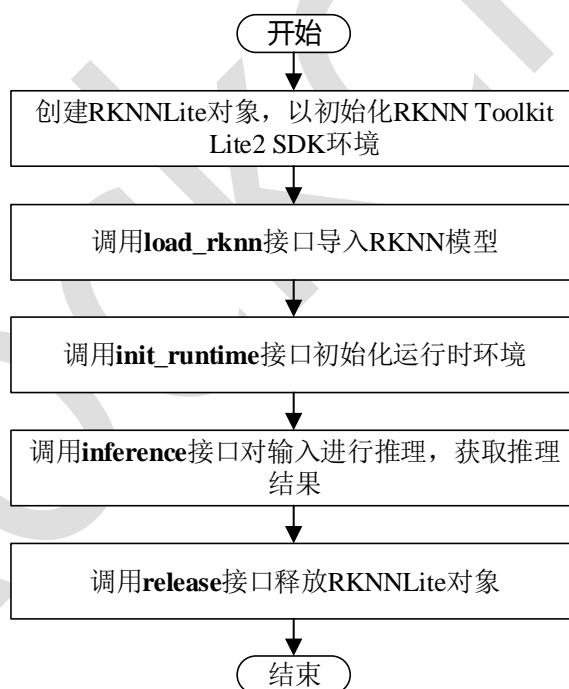 开始
创建RKNNLite对象，以初始化RKNN Toolkit
Lite2 SDK环境
调用load_rknn接口导入RKNN模型
调用init_runtime接口初始化运行时环境
调用inference接口对输入进行推理，获取推理
结果
调用release接口释放RKNNLite对象
结束